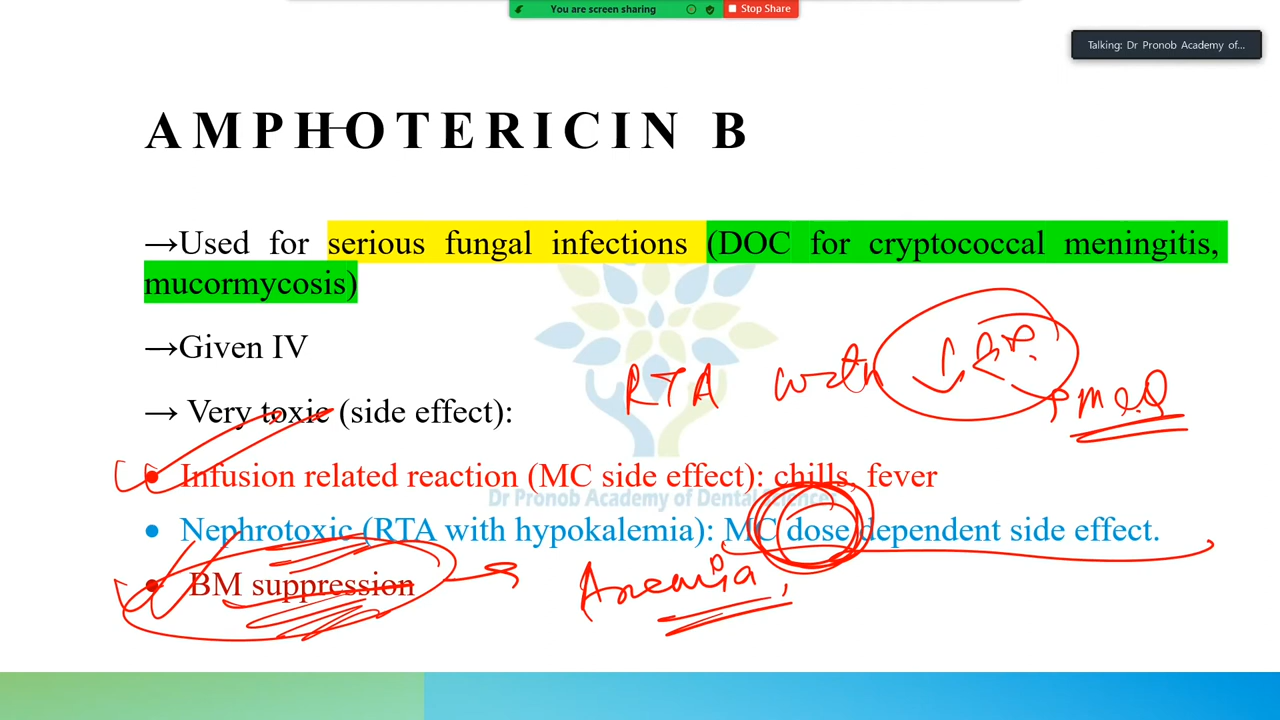 You are screen sharing
Stop Share
Talking: Dr Pronob Academy of...
AMPHOTERICIN B
→Used for serious fungal infections (DOC for cryptococcal meningitis,
mucormycosis)
→Given IV
RTA with
→ Very toxic (side effect):
• Infusion related reaction (MC side effect): chills, fever
Dr Pronob Academy of Dental Sciences
• Nephrotoxic (RTA with hypokalemia): MC dose dependent side effect.
• BM suppression → Anemia,